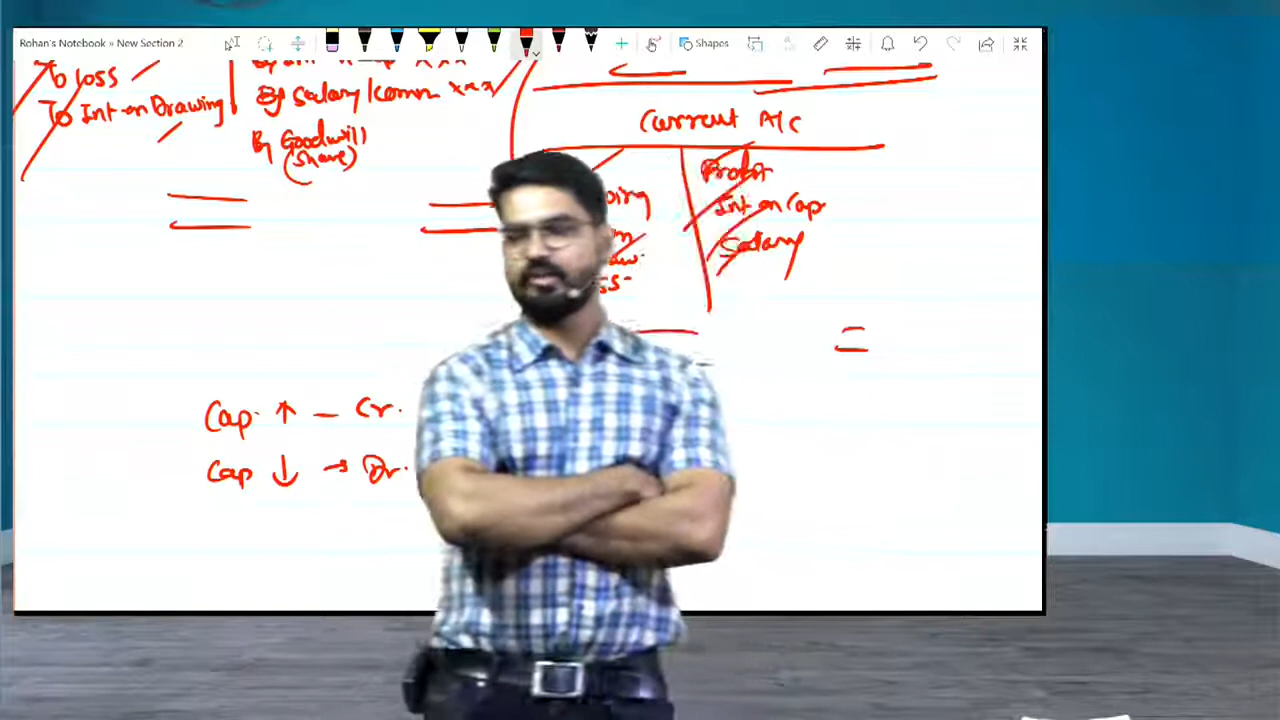 Rohan's Notebook » New Section 2
Shapes
To loss
To Int on Drawing
By Salary/Comm xxx
By Goodwill
(Share)
Current A/c
Profit
Int on Cap
Salary
Cap ↑ — Cr.
Cap ↓ → Dr.